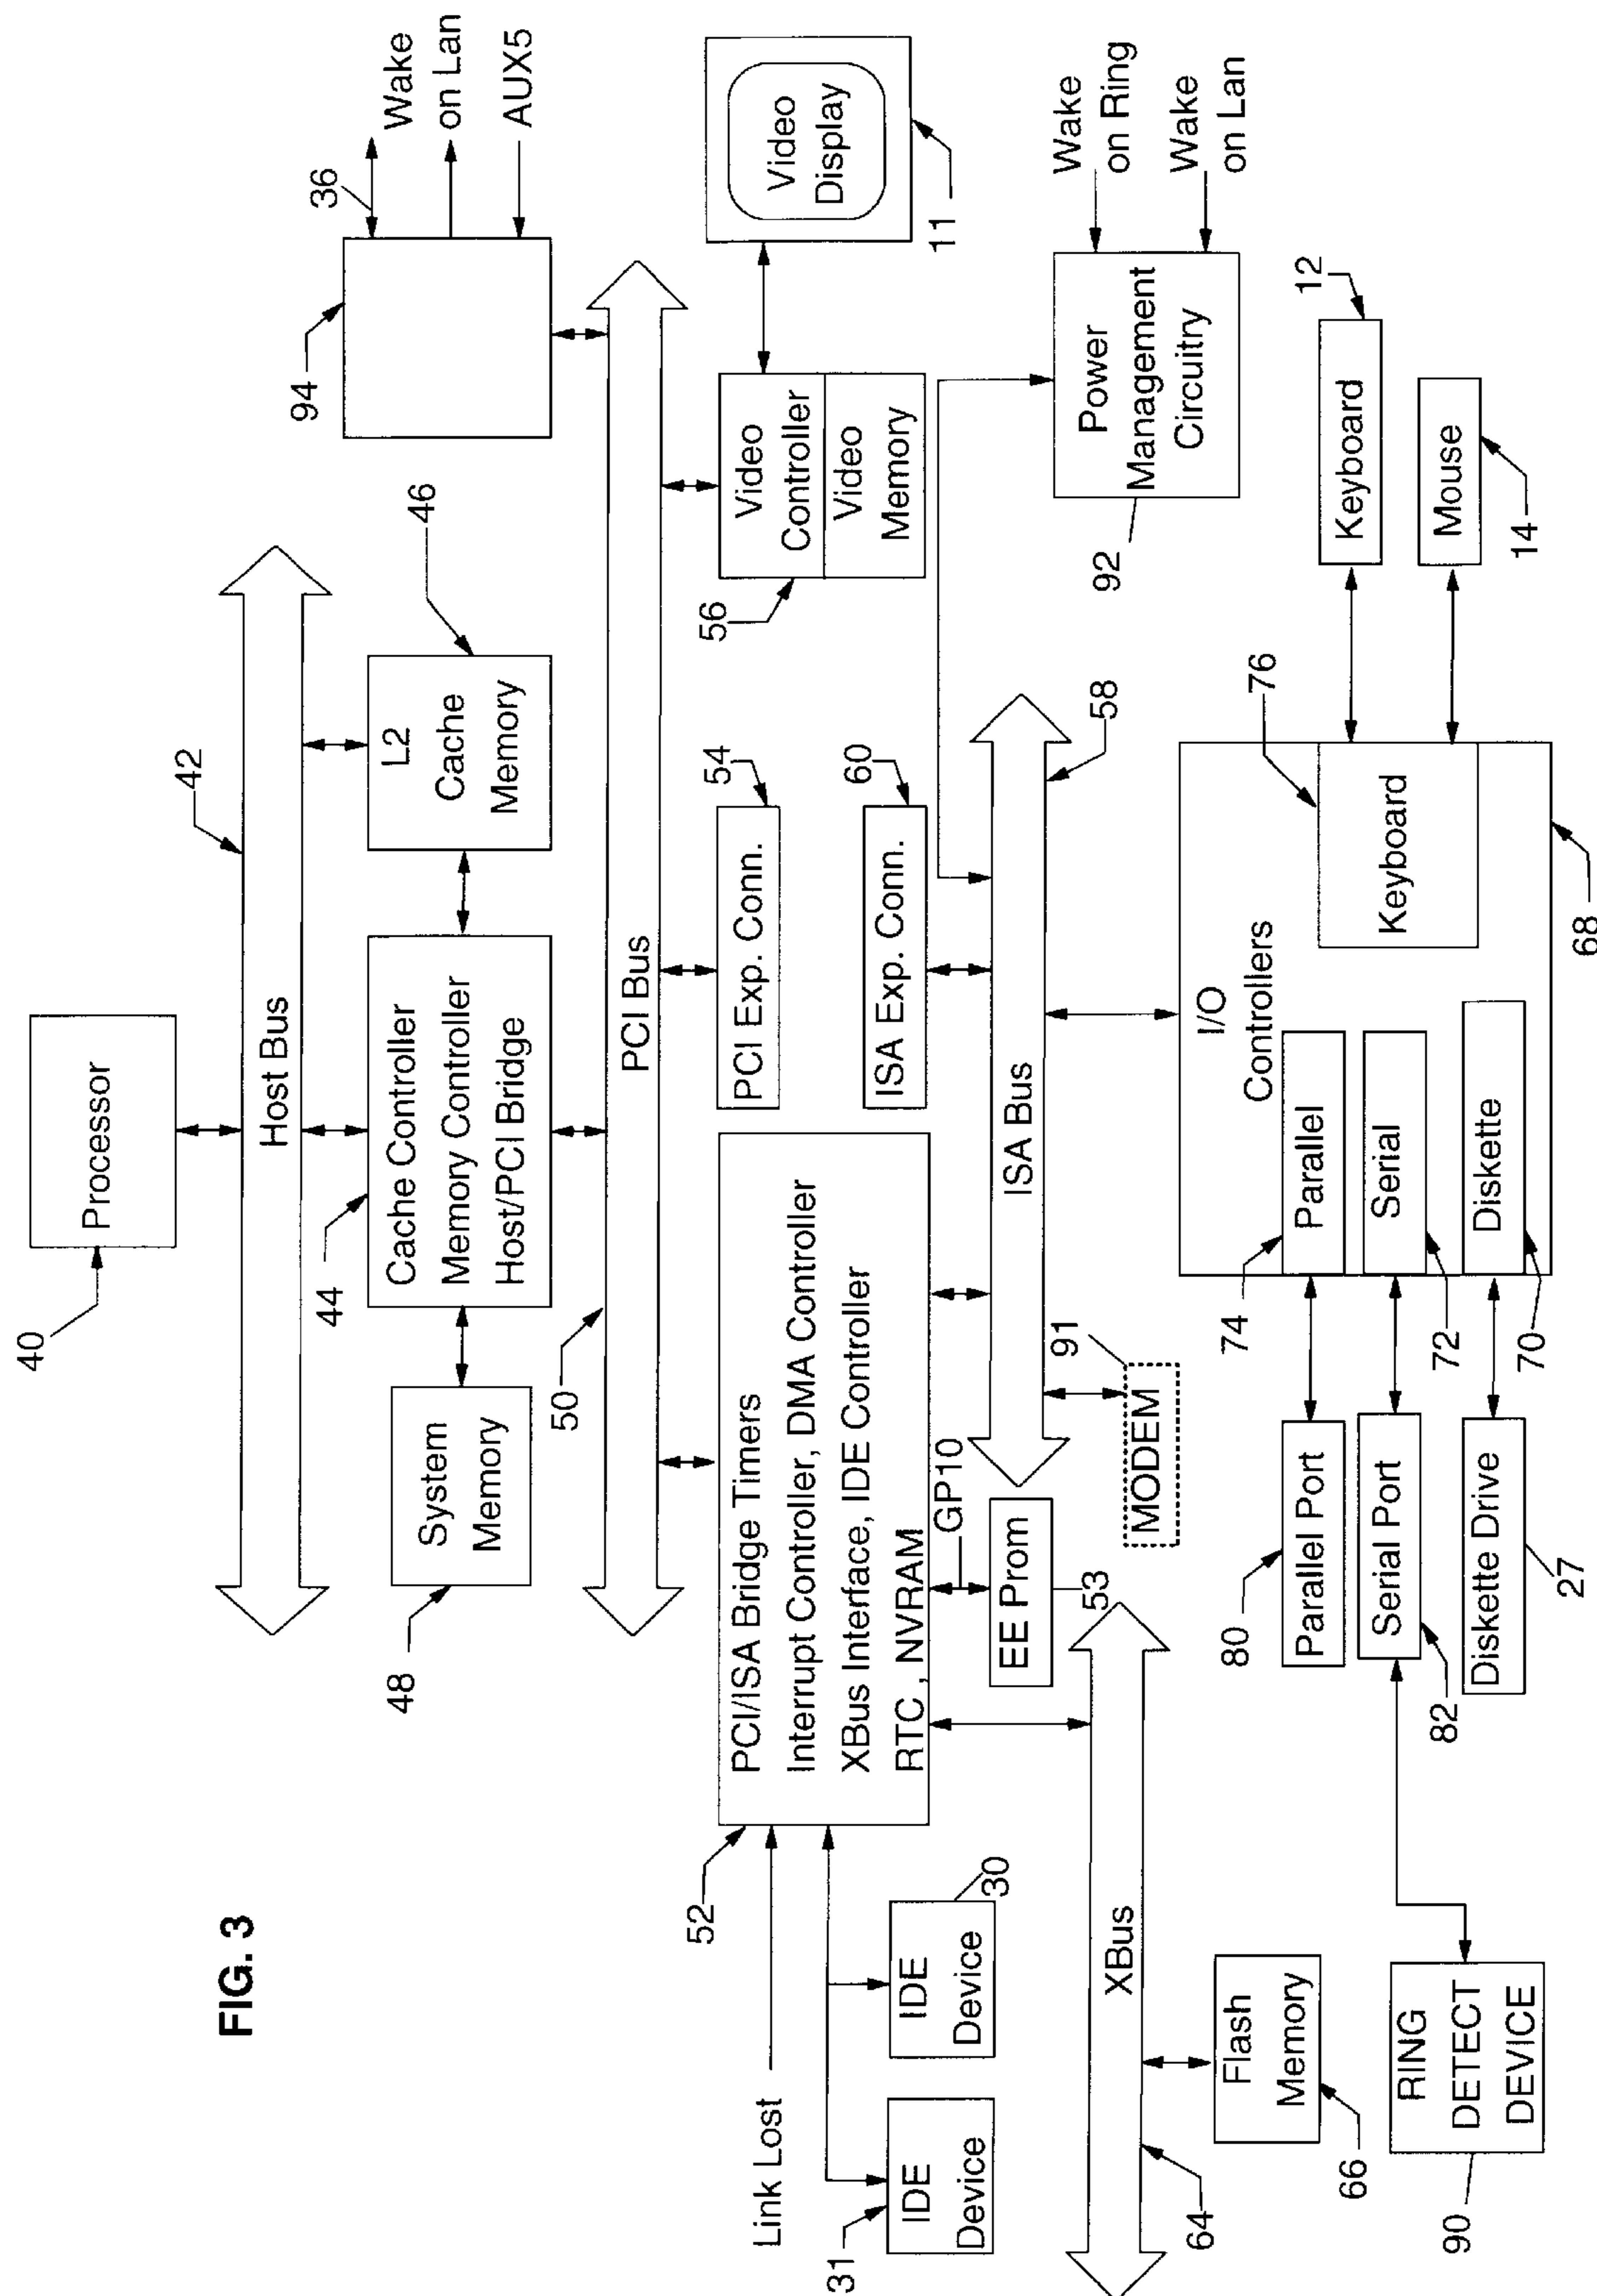 FIG. 3
40
Processor
42
Host Bus
48
System
Memory
44
Cache Controller
Memory Controller
Host/PCI Bridge
L2
Cache
Memory
46
94
36
Wake
on Lan
AUX5
50
PCI Bus
Link Lost
52
PCI/ISA Bridge Timers
Interrupt Controller, DMA Controller
XBus Interface, IDE Controller
RTC , NVRAM
PCI Exp. Conn.
54
ISA Exp. Conn.
60
56
Video
Controller
Video
Memory
Video
Display
11
31
IDE
Device
IDE
Device
30
GP10
EE Prom
53
ISA Bus
58
91
MODEM
92
Power
Management
Circuitry
Wake
on Ring
Wake
on Lan
XBus
64
Flash
Memory
66
I/O
Controllers
74
Parallel
Serial
72
Diskette
70
76
Keyboard
68
Keyboard
12
Mouse
14
80
Parallel Port
Serial Port
82
Diskette Drive
27
RING
DETECT
DEVICE
90